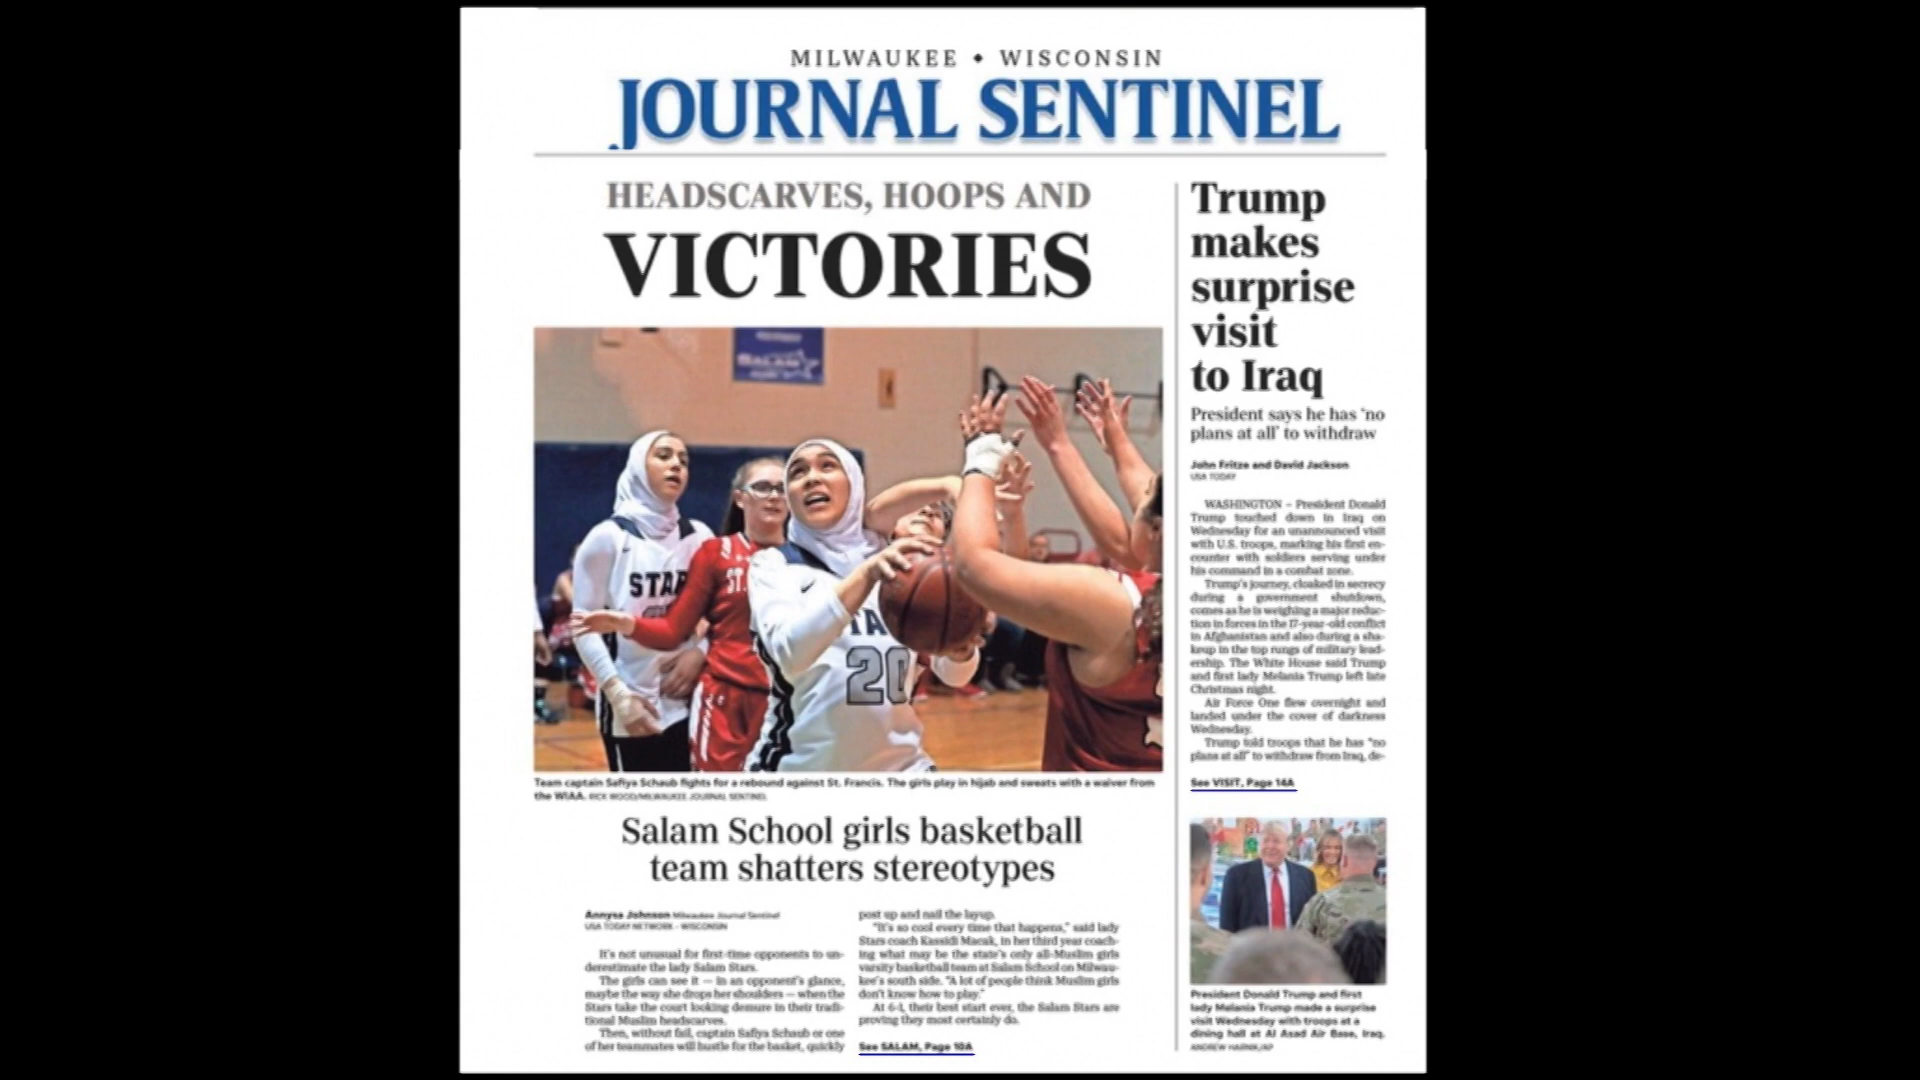 MILWAUKEE ◆ WISCONSIN
JOURNAL SENTINEL
HEADSCARVES, HOOPS AND
VICTORIES
SALAM
STAR
ST.
TA
20
Team captain Safiya Schaub fights for a rebound against St. Francis. The girls play in hijab and sweats with a waiver from
the WIAA. RICK WOOD/MILWAUKEE JOURNAL SENTINEL
Salam School girls basketball
team shatters stereotypes
Annysa Johnson Milwaukee Journal Sentinel
USA TODAY NETWORK - WISCONSIN
It's not unusual for first-time opponents to un-
derestimate the lady Salam Stars.
The girls can see it — in an opponent's glance,
maybe the way she drops her shoulders — when the
Stars take the court looking demure in their tradi-
tional Muslim headscarves.
Then, without fail, captain Safiya Schaub or one
of her teammates will hustle for the basket, quickly
post up and nail the layup.
"It's so cool every time that happens," said lady
Stars coach Kassidi Macak, in her third year coach-
ing what may be the state's only all-Muslim girls
varsity basketball team at Salam School on Milwau-
kee's south side. "A lot of people think Muslim girls
don't know how to play."
At 6-1, their best start ever, the Salam Stars are
proving they most certainly do.
See SALAM, Page 10A
Trump
makes
surprise
visit
to Iraq
President says he has 'no
plans at all' to withdraw
John Fritze and David Jackson
USA TODAY
WASHINGTON – President Donald
Trump touched down in Iraq on
Wednesday for an unannounced visit
with U.S. troops, marking his first en-
counter with soldiers serving under
his command in a combat zone.
Trump's journey, cloaked in secrecy
during a government shutdown,
comes as he is weighing a major reduc-
tion in forces in the 17-year-old conflict
in Afghanistan and also during a sha-
keup in the top rungs of military lead-
ership. The White House said Trump
and first lady Melania Trump left late
Christmas night.
Air Force One flew overnight and
landed under the cover of darkness
Wednesday.
Trump told troops that he has "no
plans at all" to withdraw from Iraq, de-
See VISIT, Page 14A
President Donald Trump and first
lady Melania Trump made a surprise
visit Wednesday with troops at a
dining hall at Al Asad Air Base, Iraq.
ANDREW HARNIK/AP